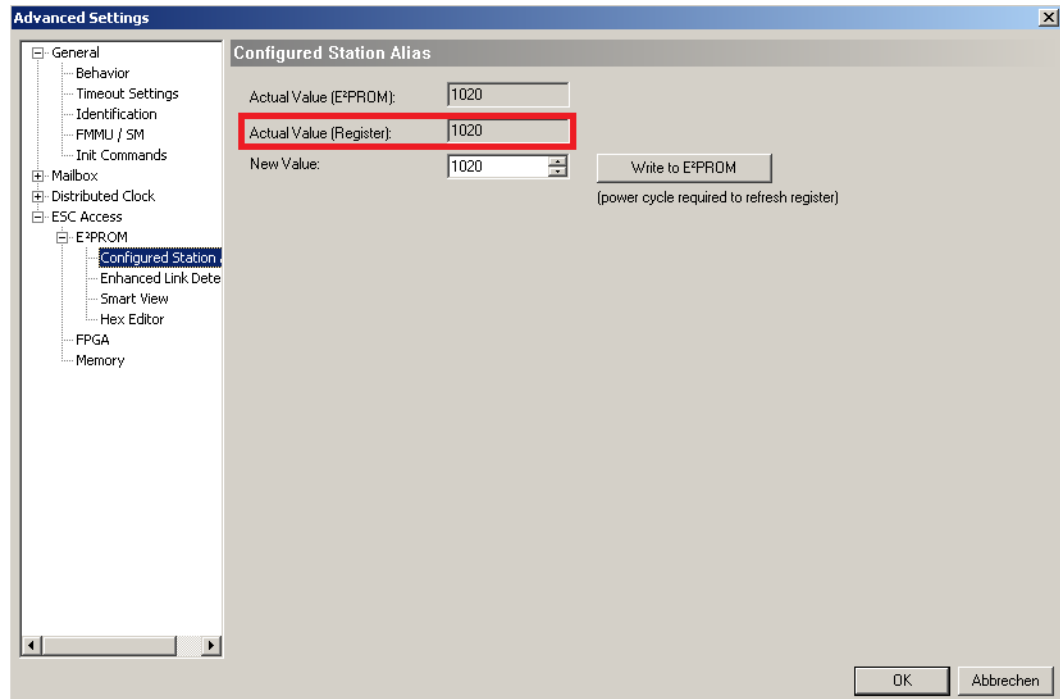 Advanced Settings
General
Behavior
Timeout Settings
Identification
FMMU / SM
Init Commands
Mailbox
Distributed Clock
ESC Access
E²PROM
Configured Station
Enhanced Link Dete
Smart View
Hex Editor
FPGA
Memory
Configured Station Alias
Actual Value (E²PROM): 1020
Actual Value (Register): 1020
New Value: 1020 Write to E²PROM
(power cycle required to refresh register)
OK Abbrechen